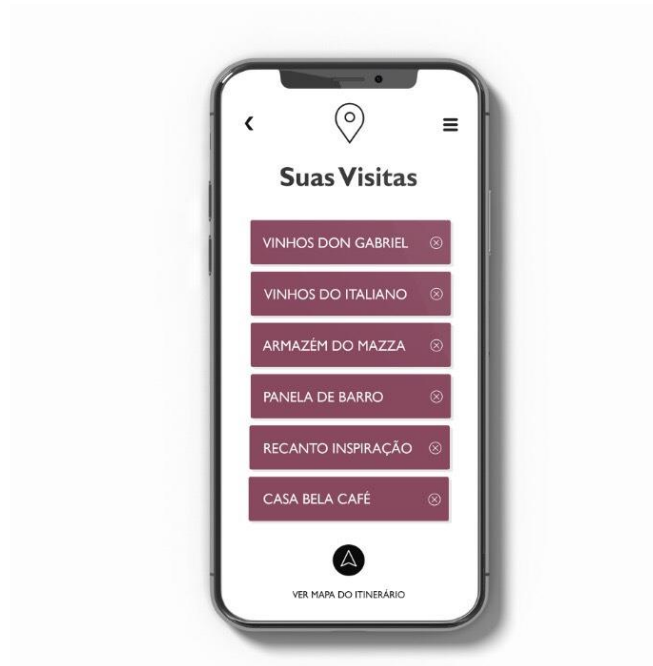 Suas Visitas
VINHOS DON GABRIEL
VINHOS DO ITALIANO
ARMAZÉM DO MAZZA
PANELA DE BARRO
RECANTO INSPIRAÇÃO
CASA BELA CAFÉ
VER MAPA DO ITINERÁRIO